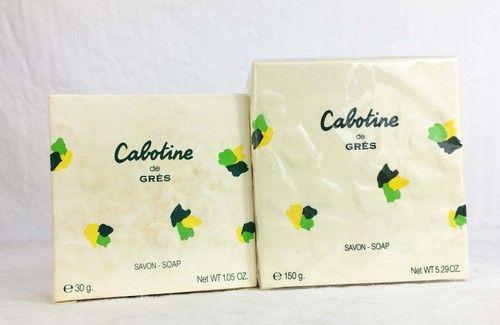 Cabotine
de
GRÈS
SAVON - SOAP
℮ 30 g.
Net WT 1.05 OZ.
Cabotine
de
GRÈS
SAVON - SOAP
℮ 150 g.
Net WT 5.29 OZ.